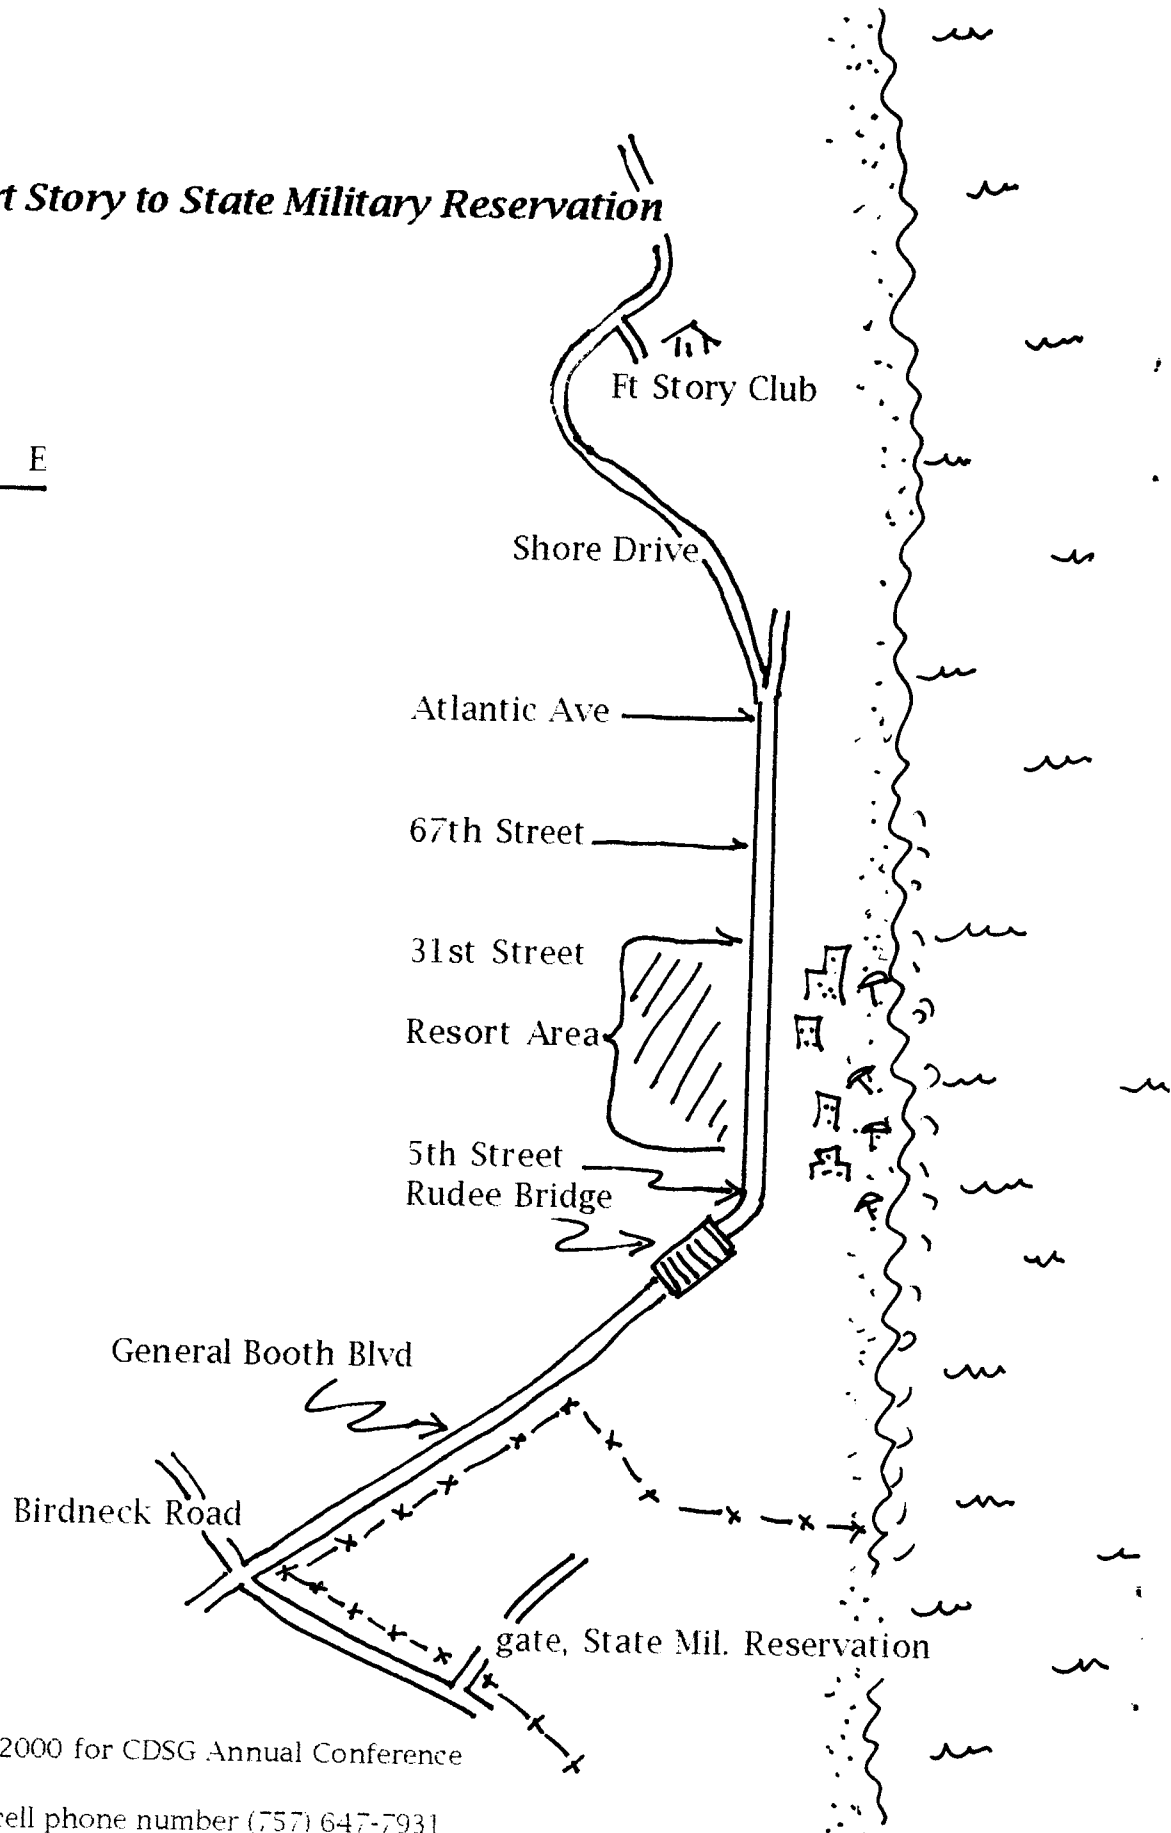 rt Story to State Military Reservation
Ft Story Club
E
Shore Drive
Atlantic Ave
67th Street
31st Street
Resort Area
5th Street
Rudee Bridge
General Booth Blvd
Birdneck Road
gate, State Mil. Reservation
2000 for CDSG Annual Conference
cell phone number (757) 647-7931